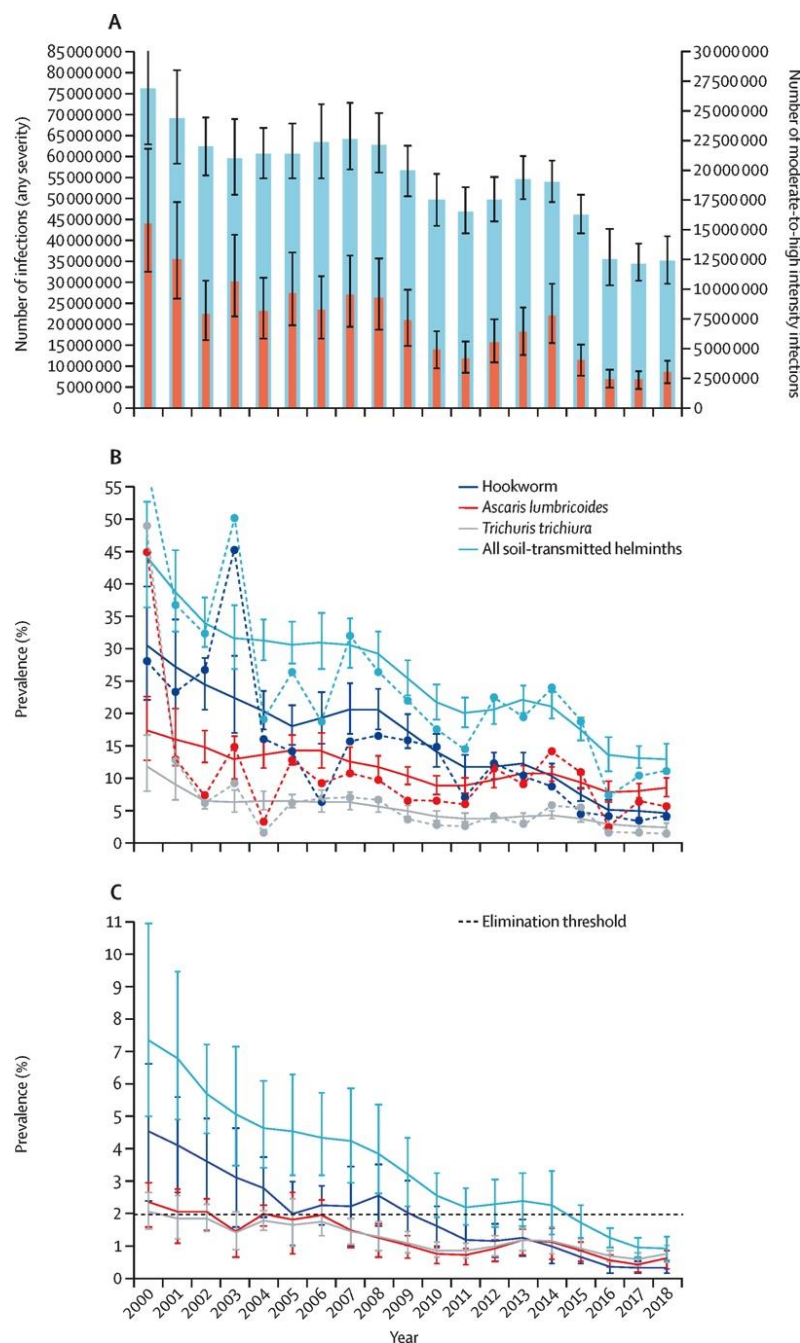 A
Number of infections (any severity)
85 000 000
80 000 000
75 000 000
70 000 000
65 000 000
60 000 000
55 000 000
50 000 000
45 000 000
40 000 000
35 000 000
30 000 000
25 000 000
20 000 000
15 000 000
10 000 000
5 000 000
0
30 000 000
27 500 000
25 000 000
22 500 000
20 000 000
17 500 000
15 000 000
12 500 000
10 000 000
7 500 000
5 000 000
2 500 000
0
Number of moderate-to-high intensity infections
B
Prevalence (%)
55
50
45
40
35
30
25
20
15
10
5
0
Hookworm
Ascaris lumbricoides
Trichuris trichiura
All soil-transmitted helminths
C
Prevalence (%)
11
10
9
8
7
6
5
4
3
2
1
0
Elimination threshold
2000
2001
2002
2003
2004
2005
2006
2007
2008
2009
2010
2011
2012
2013
2014
2015
2016
2017
2018
Year